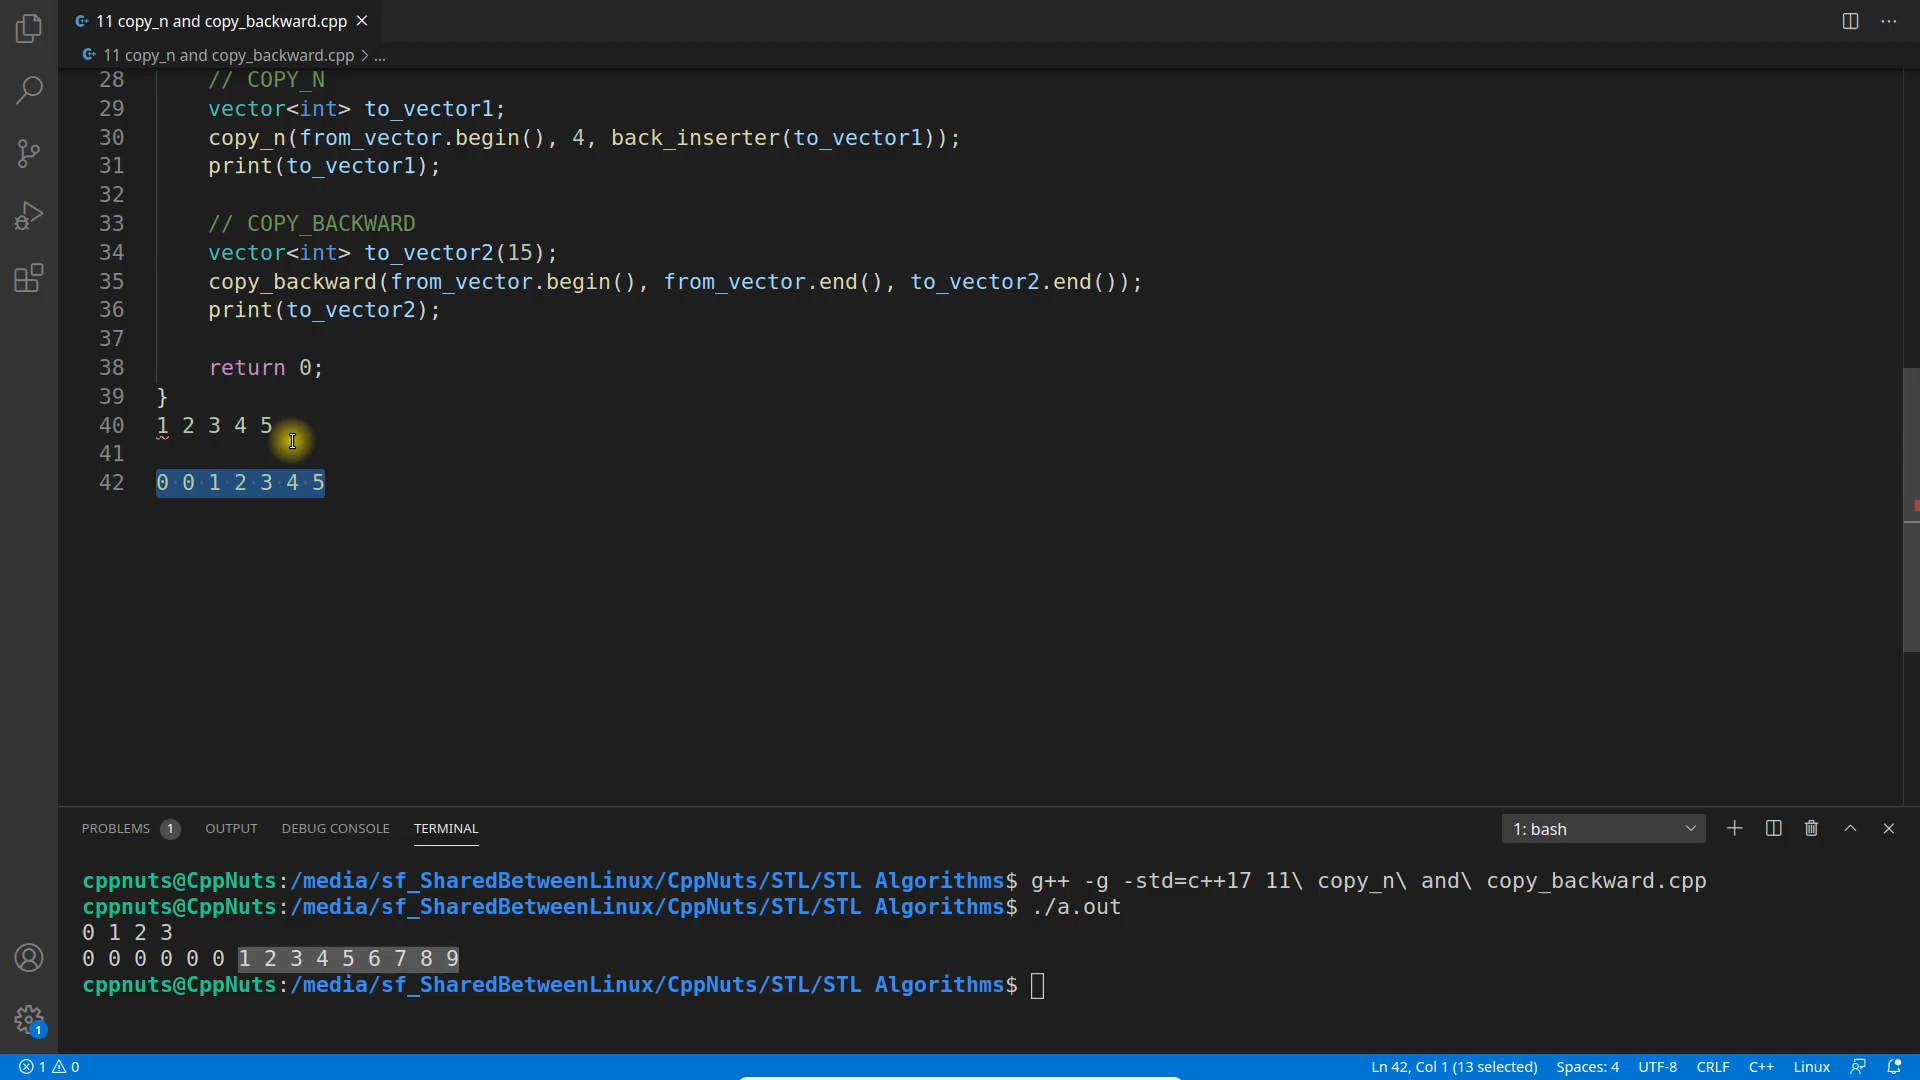 11 copy_n and copy_backward.cpp
11 copy_n and copy_backward.cpp > ...
28 // COPY_N
29 vector<int> to_vector1;
30 copy_n(from_vector.begin(), 4, back_inserter(to_vector1));
31 print(to_vector1);
32
33 // COPY_BACKWARD
34 vector<int> to_vector2(15);
35 copy_backward(from_vector.begin(), from_vector.end(), to_vector2.end());
36 print(to_vector2);
37
38 return 0;
39 }
40 1 2 3 4 5
41
42 0 0 1 2 3 4 5
PROBLEMS 1 OUTPUT DEBUG CONSOLE TERMINAL 1: bash
cppnuts@CppNuts:/media/sf_SharedBetweenLinux/CppNuts/STL/STL Algorithms$ g++ -g -std=c++17 11\ copy_n\ and\ copy_backward.cpp
cppnuts@CppNuts:/media/sf_SharedBetweenLinux/CppNuts/STL/STL Algorithms$ ./a.out
0 1 2 3
0 0 0 0 0 0 1 2 3 4 5 6 7 8 9
cppnuts@CppNuts:/media/sf_SharedBetweenLinux/CppNuts/STL/STL Algorithms$
1
1 0 Ln 42, Col 1 (13 selected) Spaces: 4 UTF-8 CRLF C++ Linux